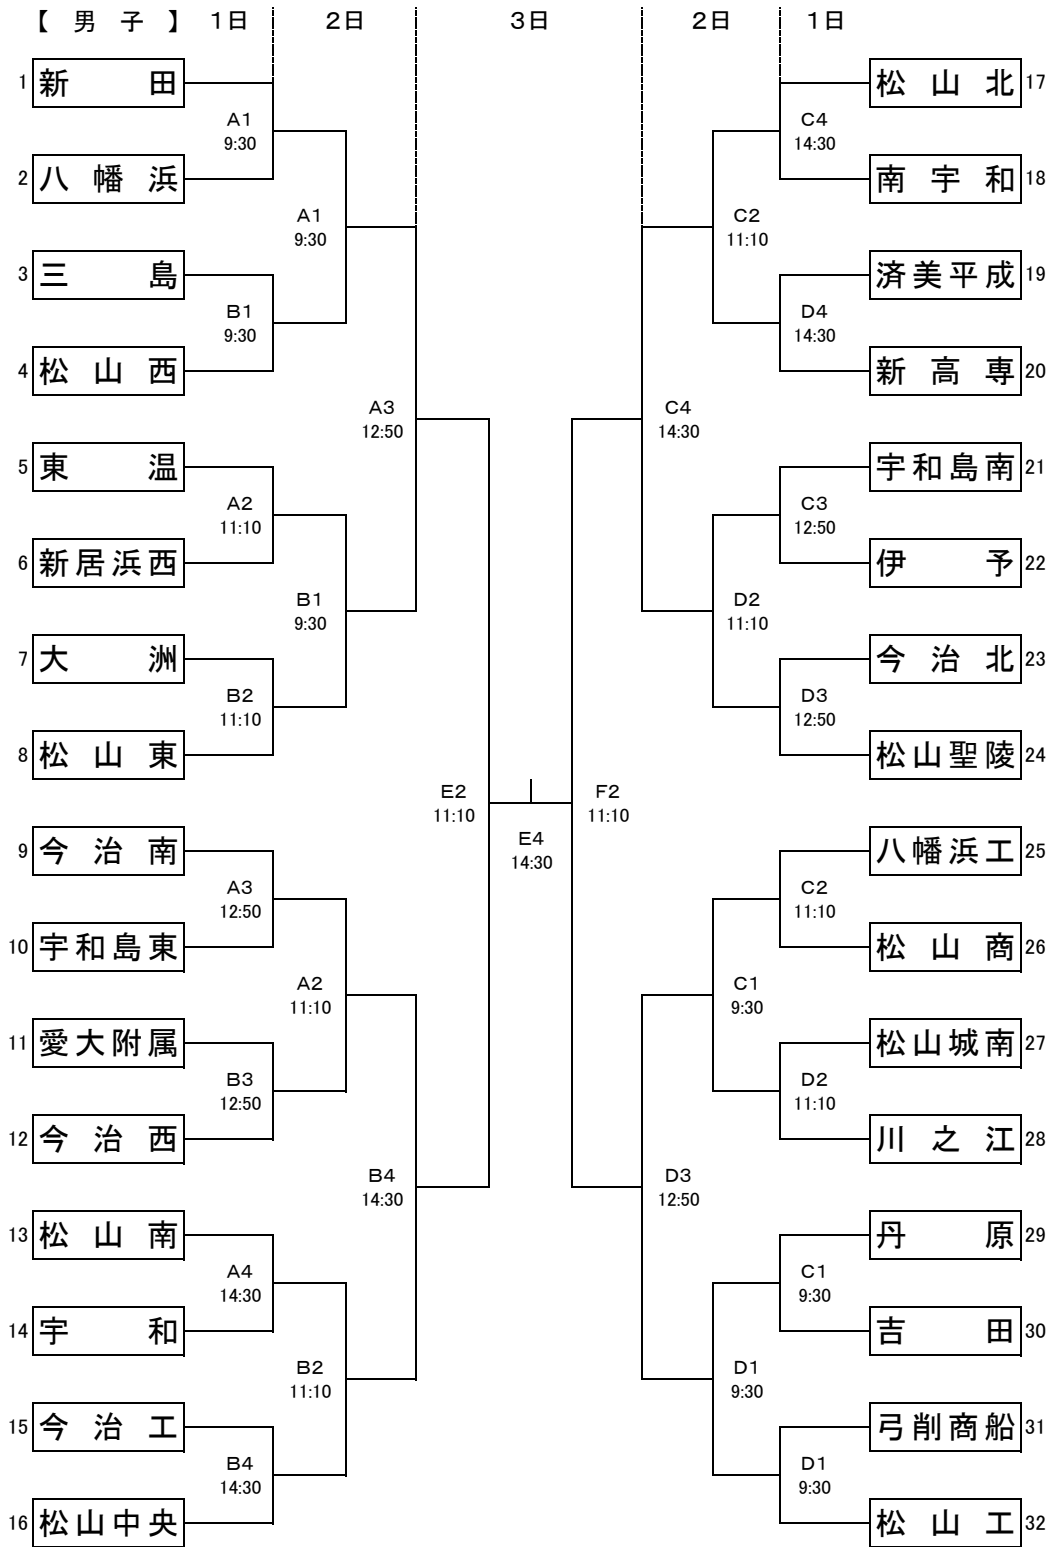 【 男 子 】 1日 2日 3日 2日 1日
1 新田
A1
9:30
2 八幡浜
A1
9:30
3 三島
B1
9:30
4 松山西
A3
12:50
5 東温
A2
11:10
6 新居浜西
B1
9:30
7 大洲
B2
11:10
8 松山東
E2
11:10
9 今治南
A3
12:50
10 宇和島東
A2
11:10
11 愛大附属
B3
12:50
12 今治西
B4
14:30
13 松山南
A4
14:30
14 宇和
B2
11:10
15 今治工
B4
14:30
16 松山中央
E4
14:30
松山北 17
C4
14:30
南宇和 18
C2
11:10
済美平成 19
D4
14:30
新高専 20
C4
14:30
宇和島南 21
C3
12:50
伊予 22
D2
11:10
今治北 23
D3
12:50
松山聖陵 24
F2
11:10
八幡浜工 25
C2
11:10
松山商 26
C1
9:30
松山城南 27
D2
11:10
川之江 28
D3
12:50
丹原 29
C1
9:30
吉田 30
D1
9:30
弓削商船 31
D1
9:30
松山工 32